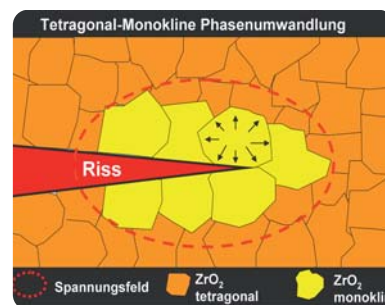 Tetragonal-Monokline Phasenumwandlung
Riss
Spannungsfeld
ZrO₂
tetragonal
ZrO₂
monokli